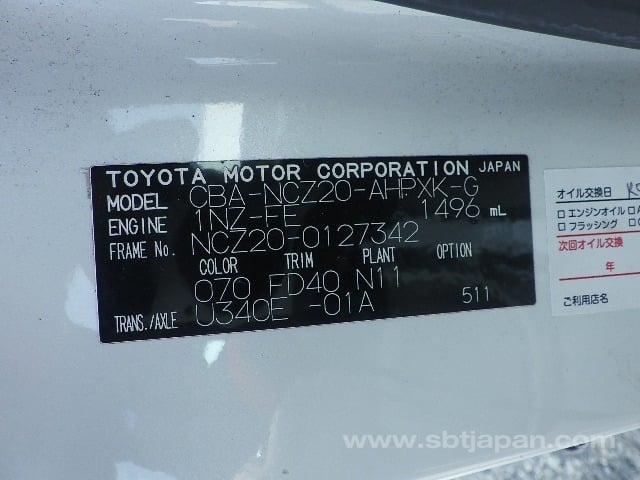 TOYOTA MOTOR CORPORATION JAPAN
MODEL CBA-NCZ20-AHPXK-G
ENGINE 1NZ-FE 1496 mL
FRAME No. NCZ20-0127342
COLOR TRIM PLANT OPTION
070 FD40 N11
TRANS./AXLE U340E -01A 511
オイル交換日
□エンジンオイル
□フラッシング
次回オイル交換
年
ご利用店名
www.sbtjapan.com